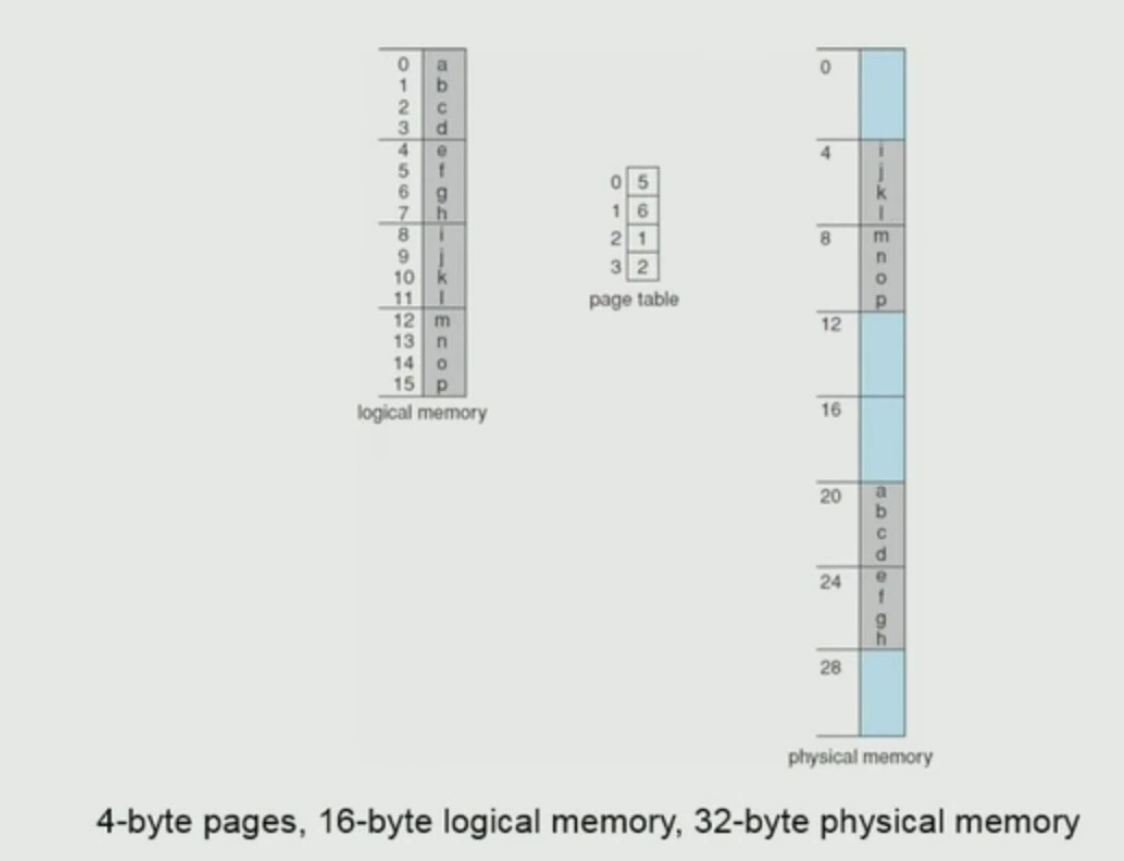 0 a
1 b
2 c
3 d
4 e
5 f
6 g
7 h
8 i
9 j
10 k
11 l
12 m
13 n
14 o
15 p
logical memory
0 5
1 6
2 1
3 2
page table
0
4 i
j
k
l
8 m
n
o
p
12
16
20 a
b
c
d
24 e
f
g
h
28
physical memory
4-byte pages, 16-byte logical memory, 32-byte physical memory